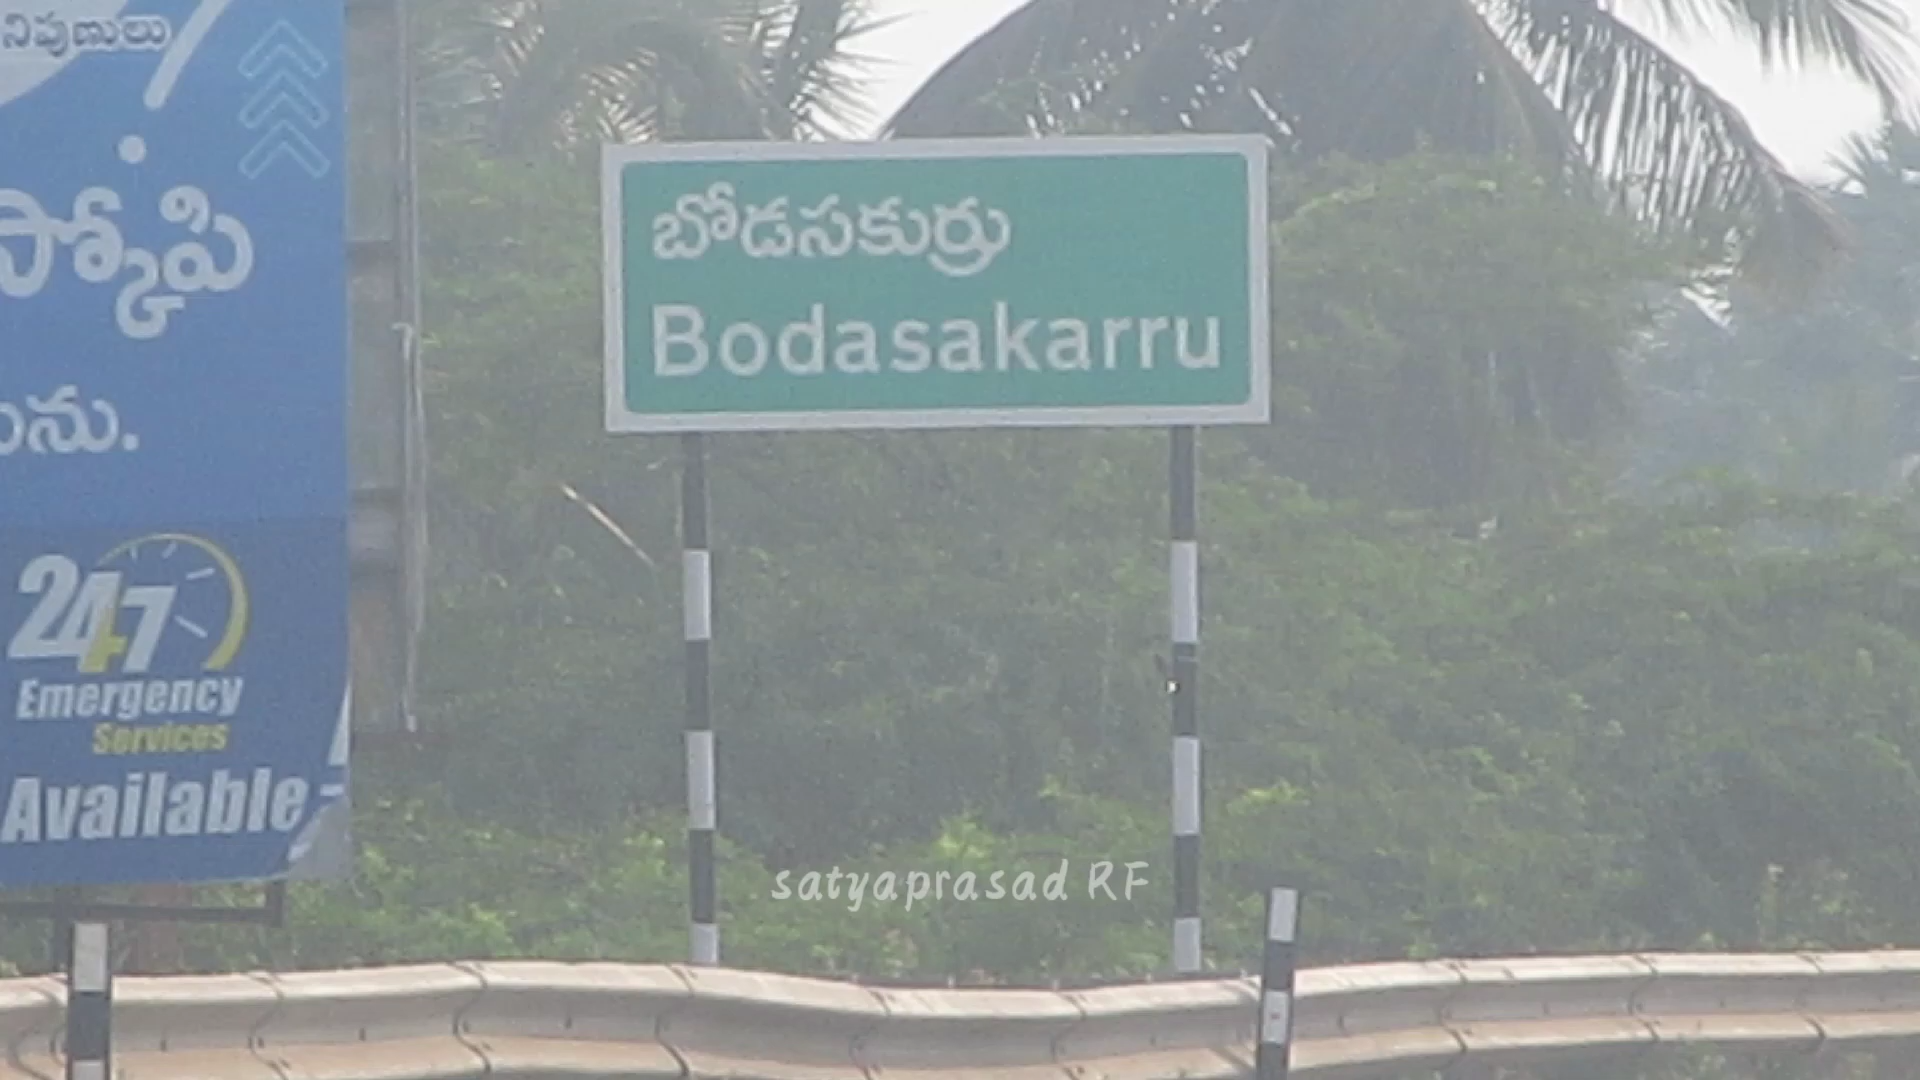 నిపుణులు
స్కోపి
ను.
24
7
Emergency
Services
Available
బోడసకుర్రు
Bodasakarru
satyaprasad RF